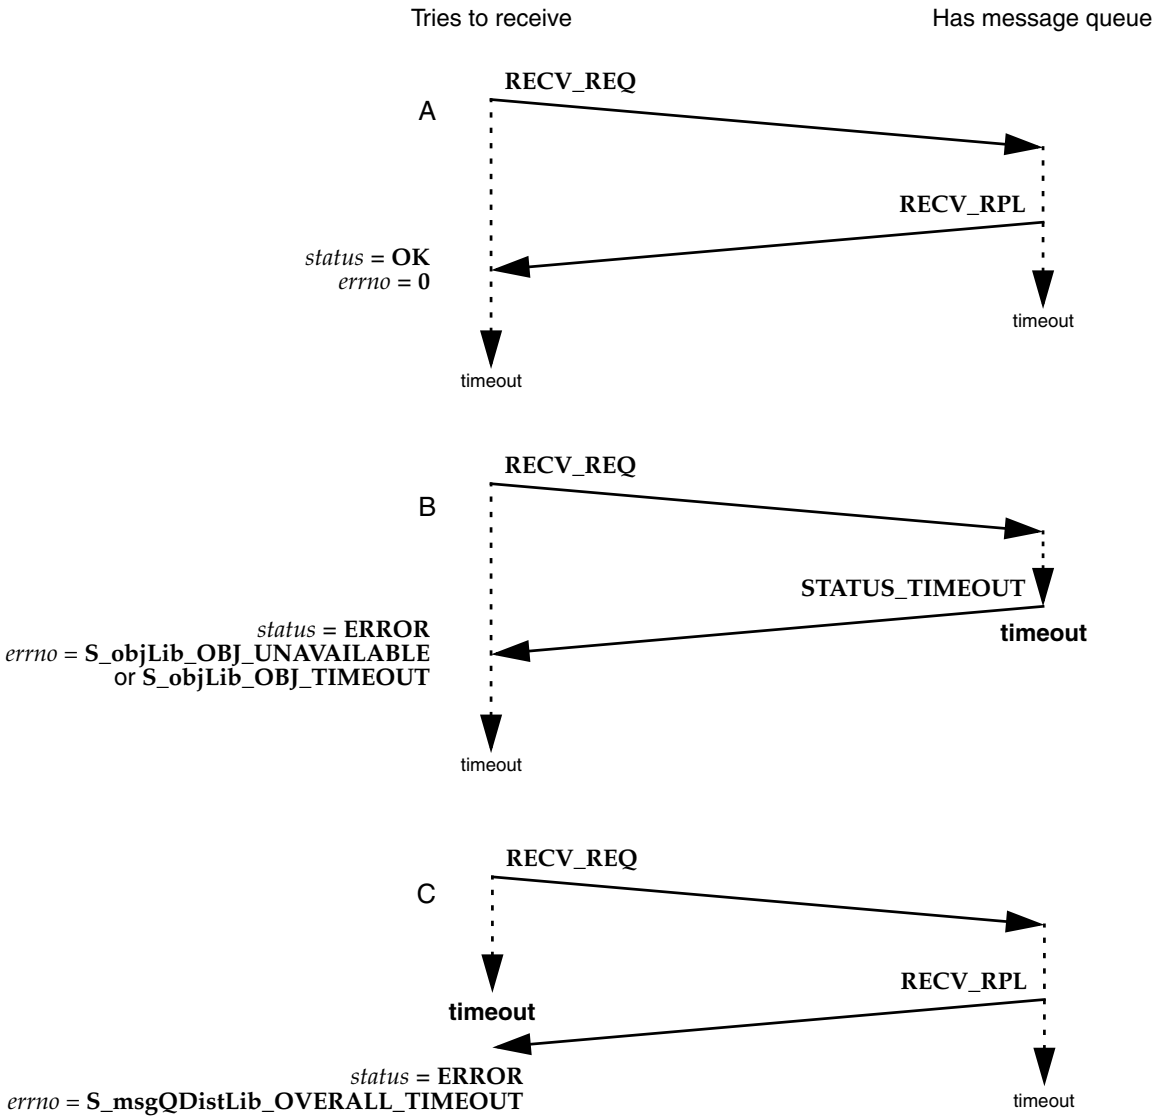 Tries to receive
Has message queue
RECV_REQ
A
RECV_RPL
status = OK
errno = 0
timeout
timeout
RECV_REQ
B
STATUS_TIMEOUT
timeout
status = ERROR
errno = S_objLib_OBJ_UNAVAILABLE
or S_objLib_OBJ_TIMEOUT
timeout
RECV_REQ
C
RECV_RPL
timeout
status = ERROR
errno = S_msgQDistLib_OVERALL_TIMEOUT
timeout